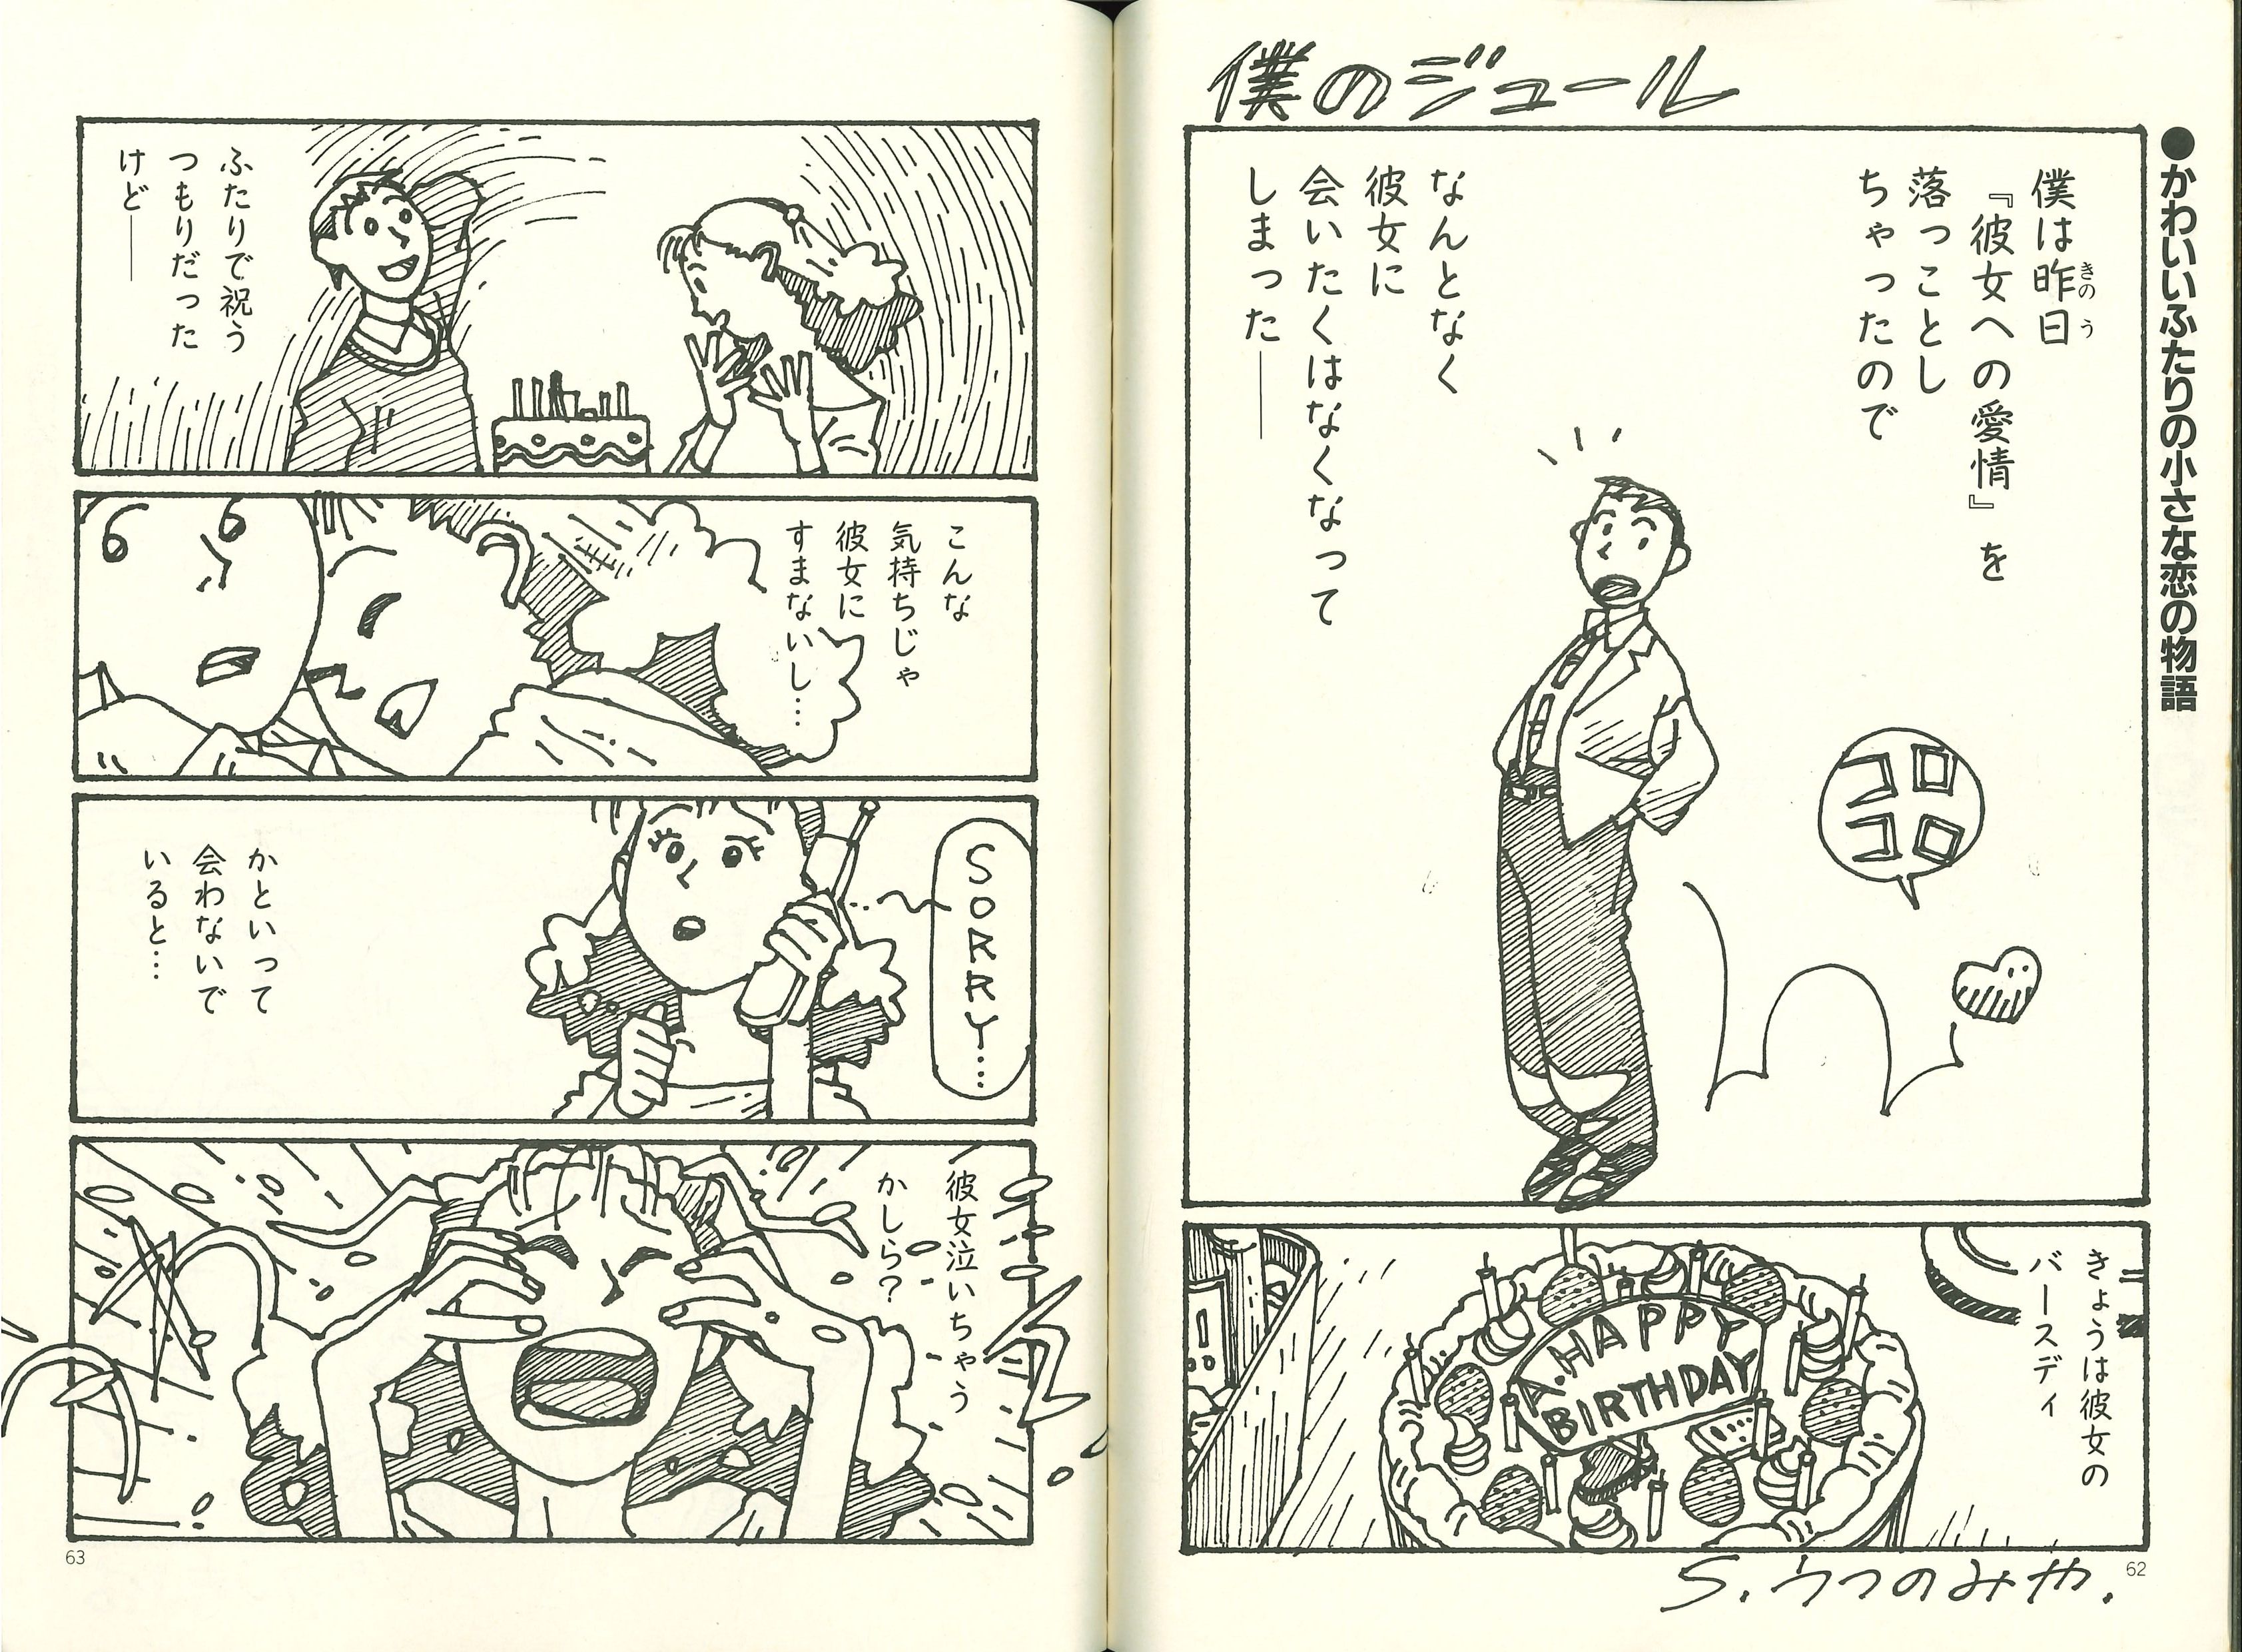 ●かわいいふたりの小さな恋の物語
僕のジュール
僕は昨日
きのう
『彼女への愛情』を
落っことし
ちゃったので
なんとなく
彼女に
会いたくはなくなって
しまった――
コロ
コロ
きょうは彼女の
バースディ
A.HAPPY
BIRTHDAY
S.うつのみや.
62
ふたりで祝う
つもりだった
けど――
こんな
気持ちじゃ
彼女に
すまないし…
SORRY…
かといって
会わないで
いると…
彼女泣いちゃう
かしら？
63